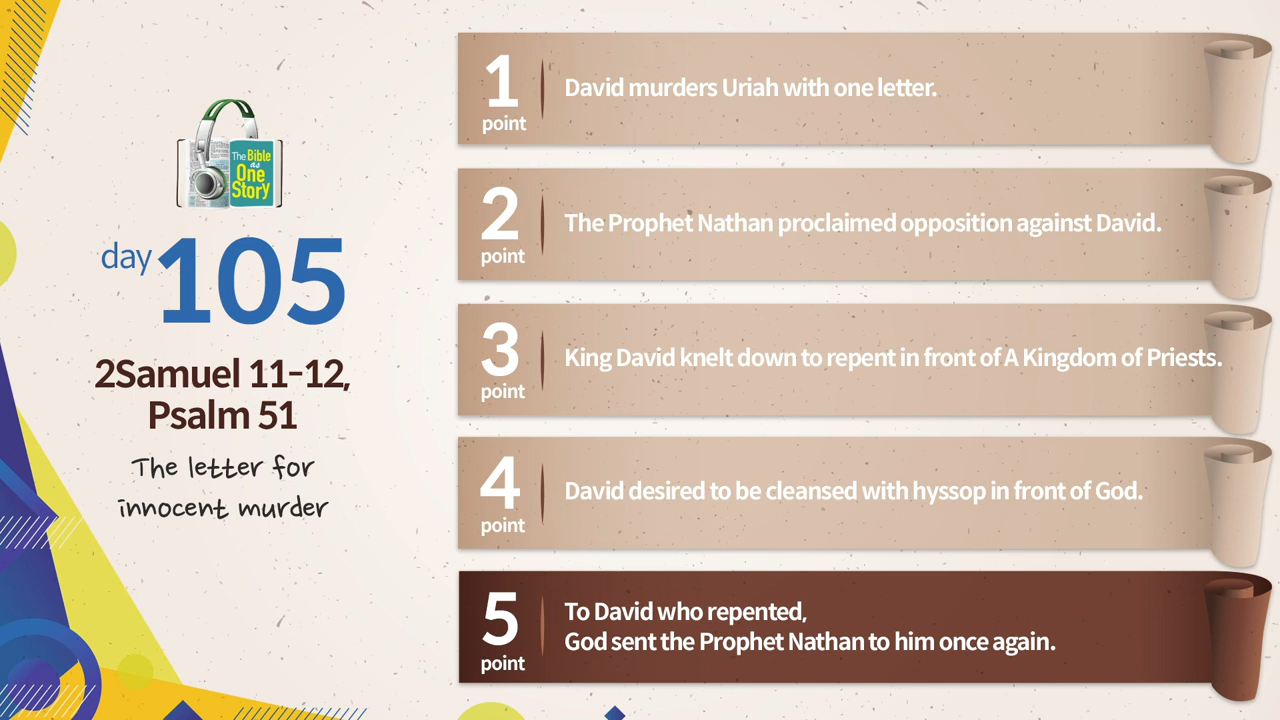 The Bible
as
One
Story
day 105
2Samuel 11-12,
Psalm 51
The letter for
innocent murder
1
point
David murders Uriah with one letter.
2
point
The Prophet Nathan proclaimed opposition against David.
3
point
King David knelt down to repent in front of A Kingdom of Priests.
4
point
David desired to be cleansed with hyssop in front of God.
5
point
To David who repented,
God sent the Prophet Nathan to him once again.